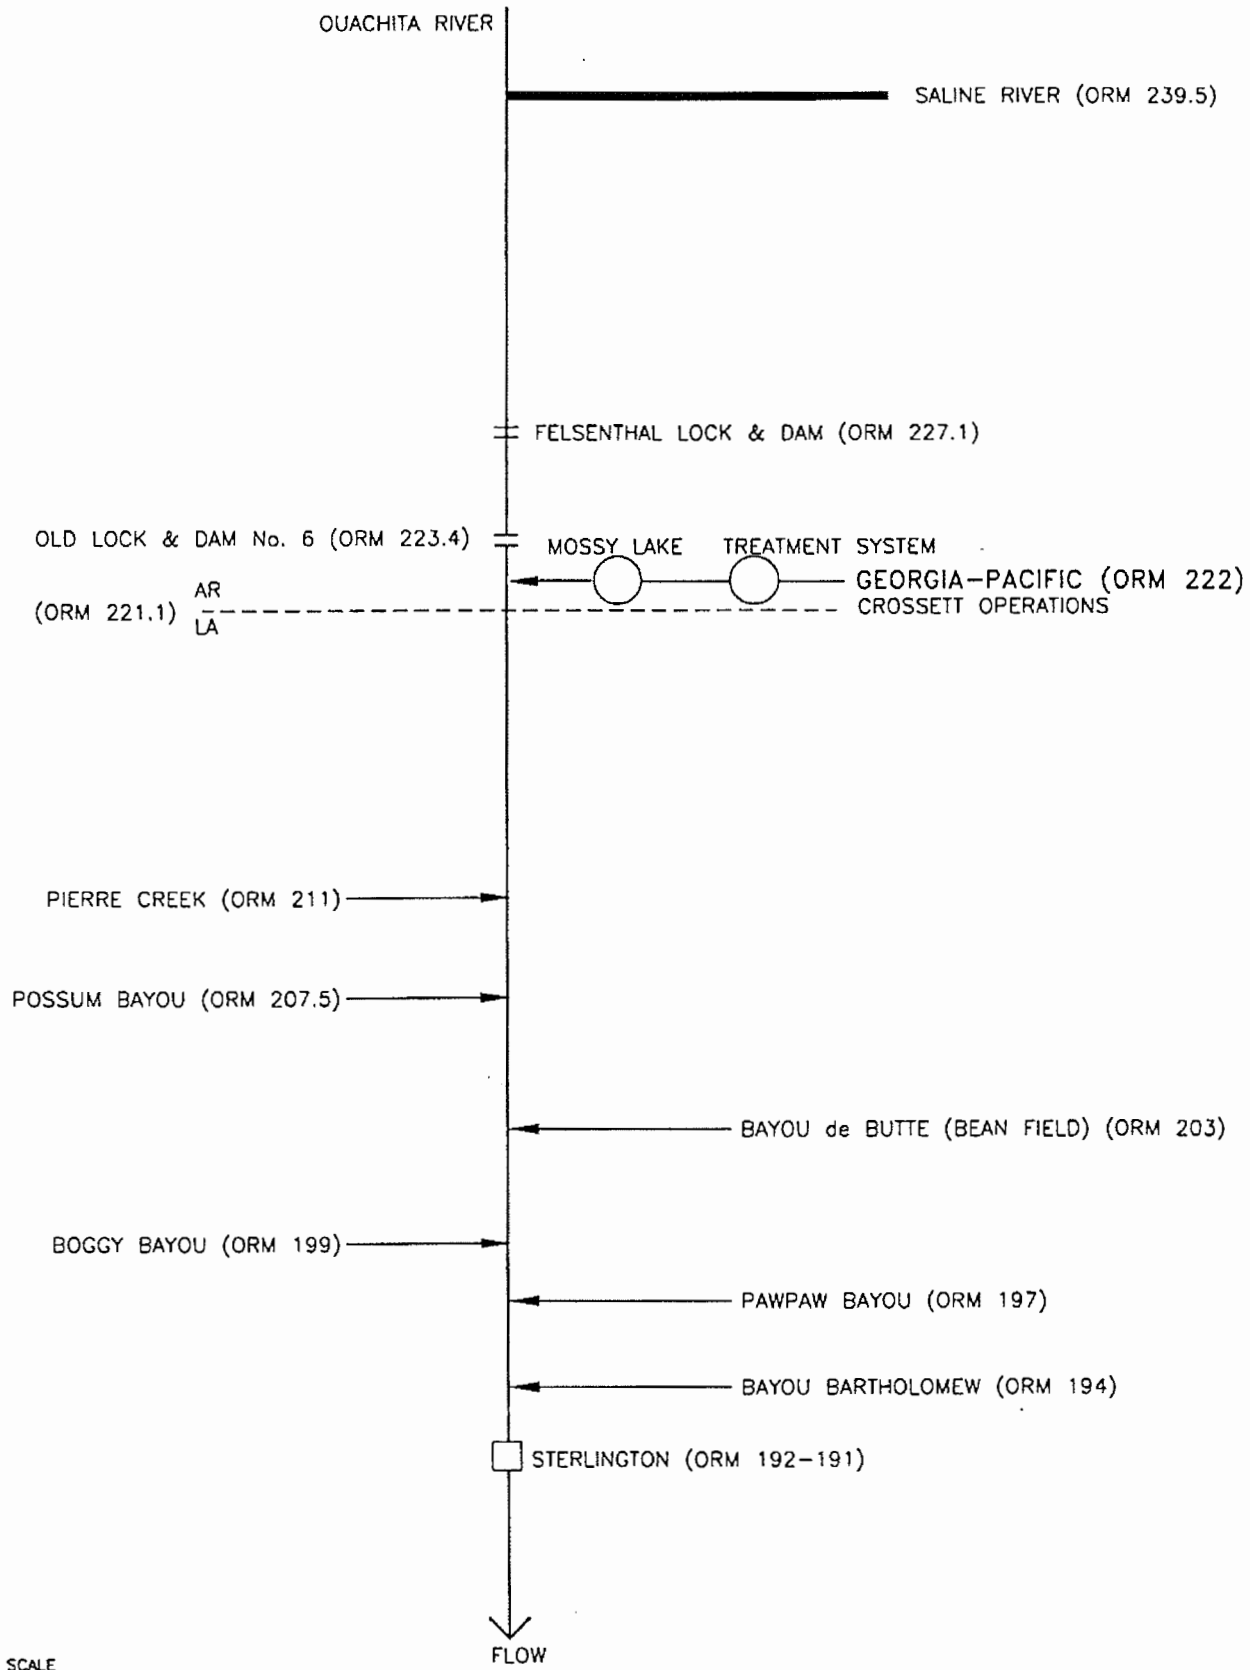 OUACHITA RIVER
SALINE RIVER (ORM 239.5)
FELSENTHAL LOCK & DAM (ORM 227.1)
OLD LOCK & DAM No. 6 (ORM 223.4)
MOSSY LAKE
TREATMENT SYSTEM
GEORGIA-PACIFIC (ORM 222)
CROSSETT OPERATIONS
AR
(ORM 221.1)
LA
PIERRE CREEK (ORM 211)
POSSUM BAYOU (ORM 207.5)
BAYOU de BUTTE (BEAN FIELD) (ORM 203)
BOGGY BAYOU (ORM 199)
PAWPAW BAYOU (ORM 197)
BAYOU BARTHOLOMEW (ORM 194)
STERLINGTON (ORM 192-191)
FLOW
SCALE